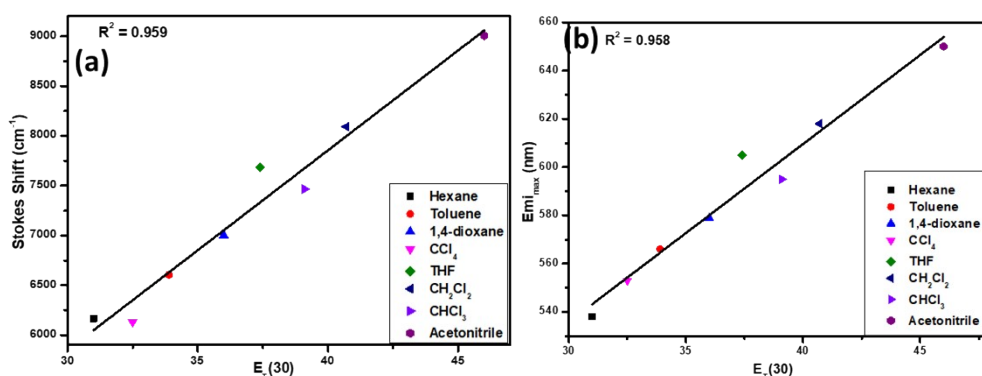 R² = 0.959
(a)
9000
8500
8000
7500
7000
6500
6000
Stokes Shift (cm⁻¹)
Hexane
Toluene
1,4-dioxane
CCl₄
THF
CH₂Cl₂
CHCl₃
Acetonitrile
30 35 40 45
E_T(30)
660
(b)
R² = 0.958
640
620
600
580
560
540
Emi_max (nm)
Hexane
Toluene
1,4-dioxane
CCl₄
THF
CH₂Cl₂
CHCl₃
Acetonitrile
30 35 40 45
E_T(30)